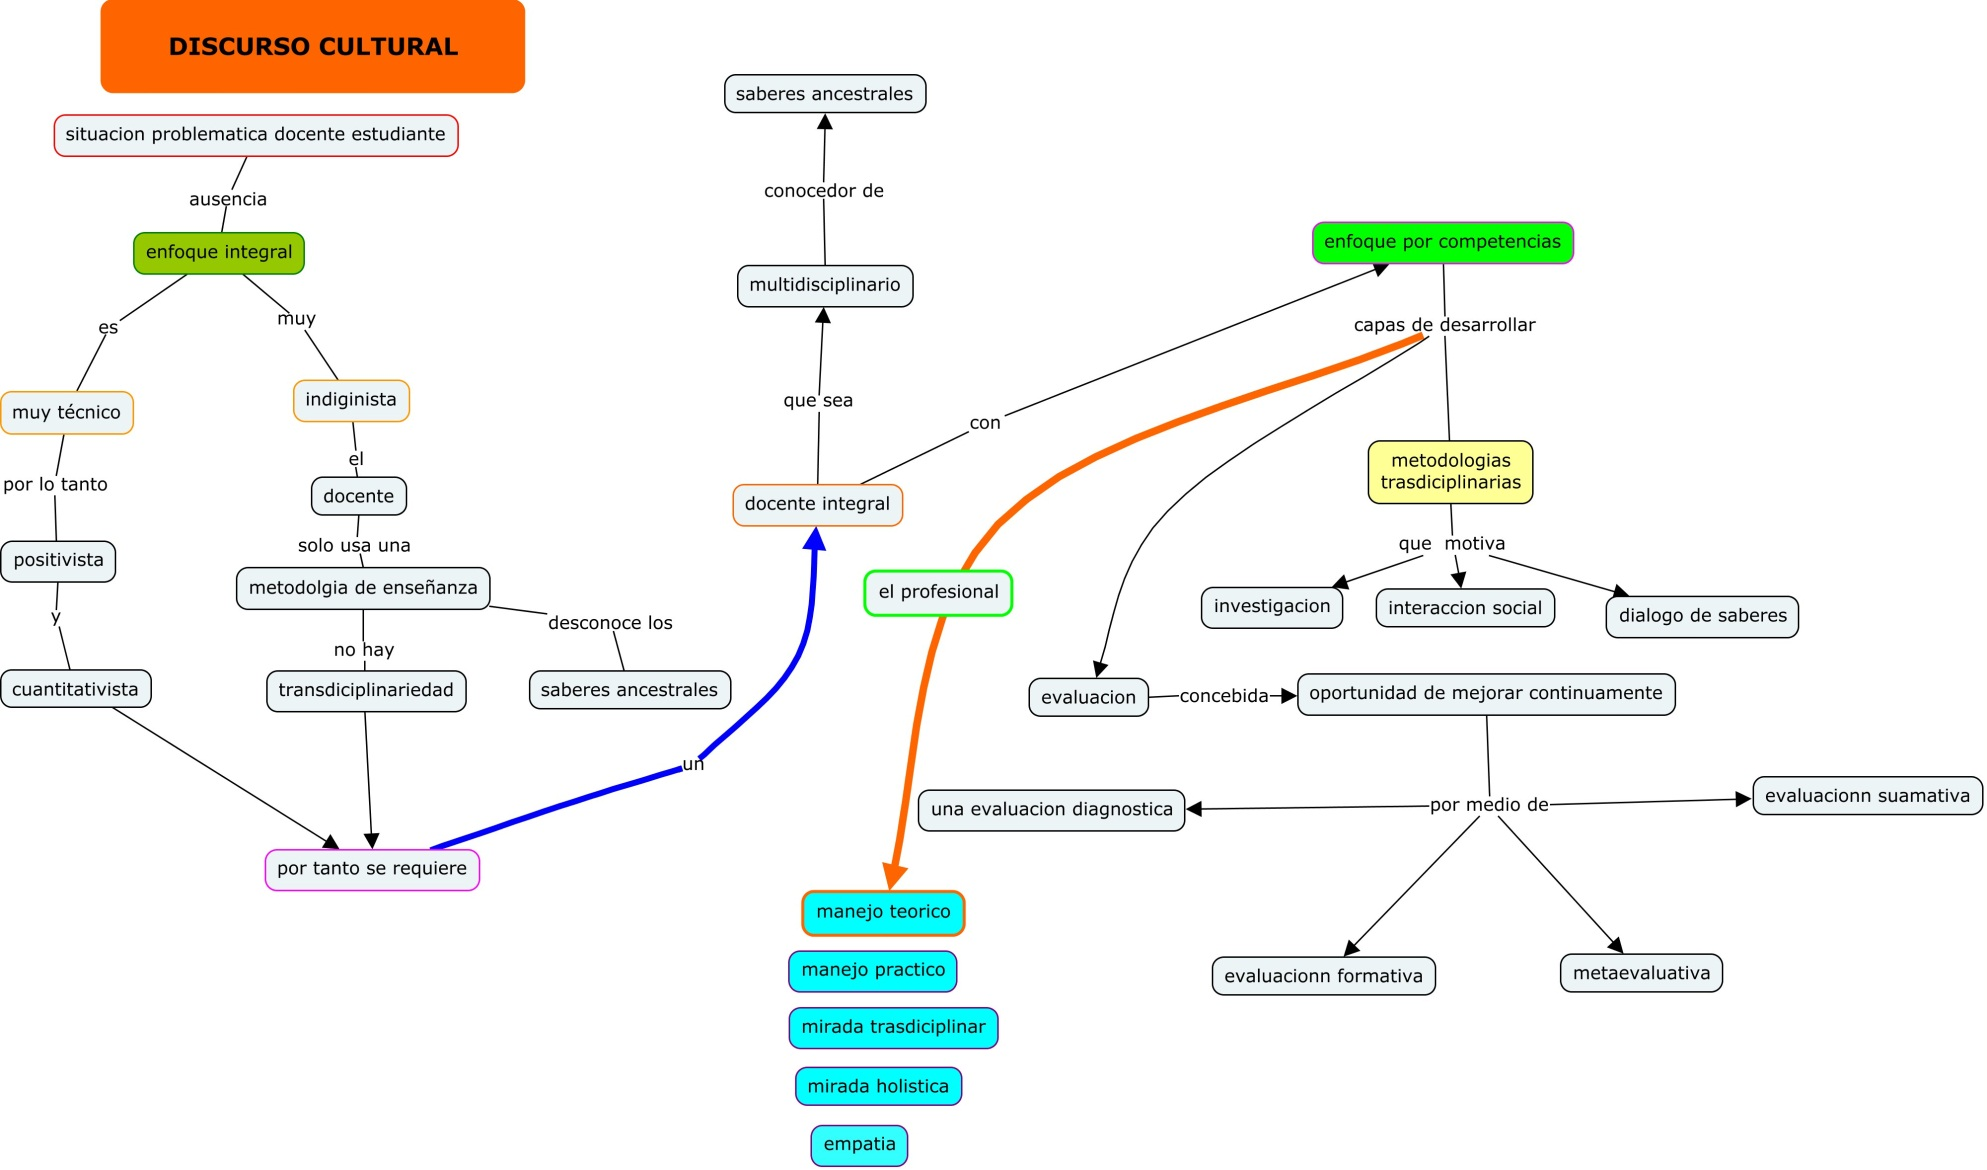 DISCURSO CULTURAL
situacion problematica docente estudiante
ausencia
enfoque integral
es
muy
muy técnico
indiginista
por lo tanto
el
docente
positivista
solo usa una
metodolgia de enseñanza
y
no hay
desconoce los
cuantitativista
transdiciplinariedad
saberes ancestrales
por tanto se requiere
un
saberes ancestrales
conocedor de
multidisciplinario
que sea
docente integral
con
enfoque por competencias
capas de desarrollar
metodologias
trasdiciplinarias
que motiva
investigacion
interaccion social
dialogo de saberes
el profesional
evaluacion
concebida
oportunidad de mejorar continuamente
una evaluacion diagnostica
por medio de
evaluacionn suamativa
evaluacionn formativa
metaevaluativa
manejo teorico
manejo practico
mirada trasdiciplinar
mirada holistica
empatia